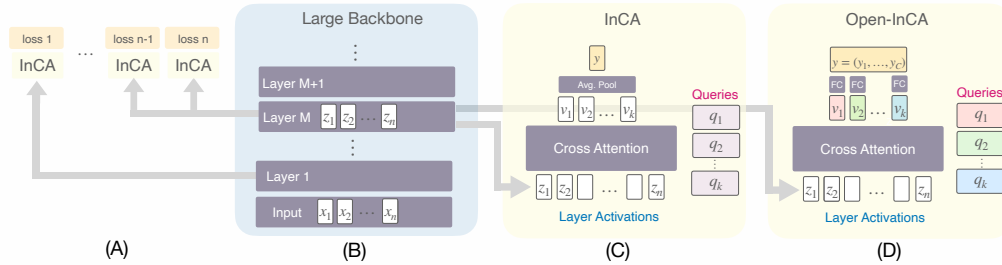 loss 1 ... loss n-1 loss n
InCA InCA InCA
(A)
Large Backbone
⋮
Layer M+1
Layer M z₁ z₂ ... zₙ
⋮
Layer 1
Input x₁ x₂ ... xₙ
(B)
InCA
y
Avg. Pool
v₁ v₂ ... vₖ
Cross Attention
z₁ z₂ ... zₙ
Layer Activations
Queries
q₁
q₂
⋮
qₖ
(C)
Open-InCA
y = (y₁, …, y_C)
FC FC FC
v₁ v₂ ... vₖ
Cross Attention
z₁ z₂ ... zₙ
Layer Activations
Queries
q₁
q₂
⋮
qₖ
(D)